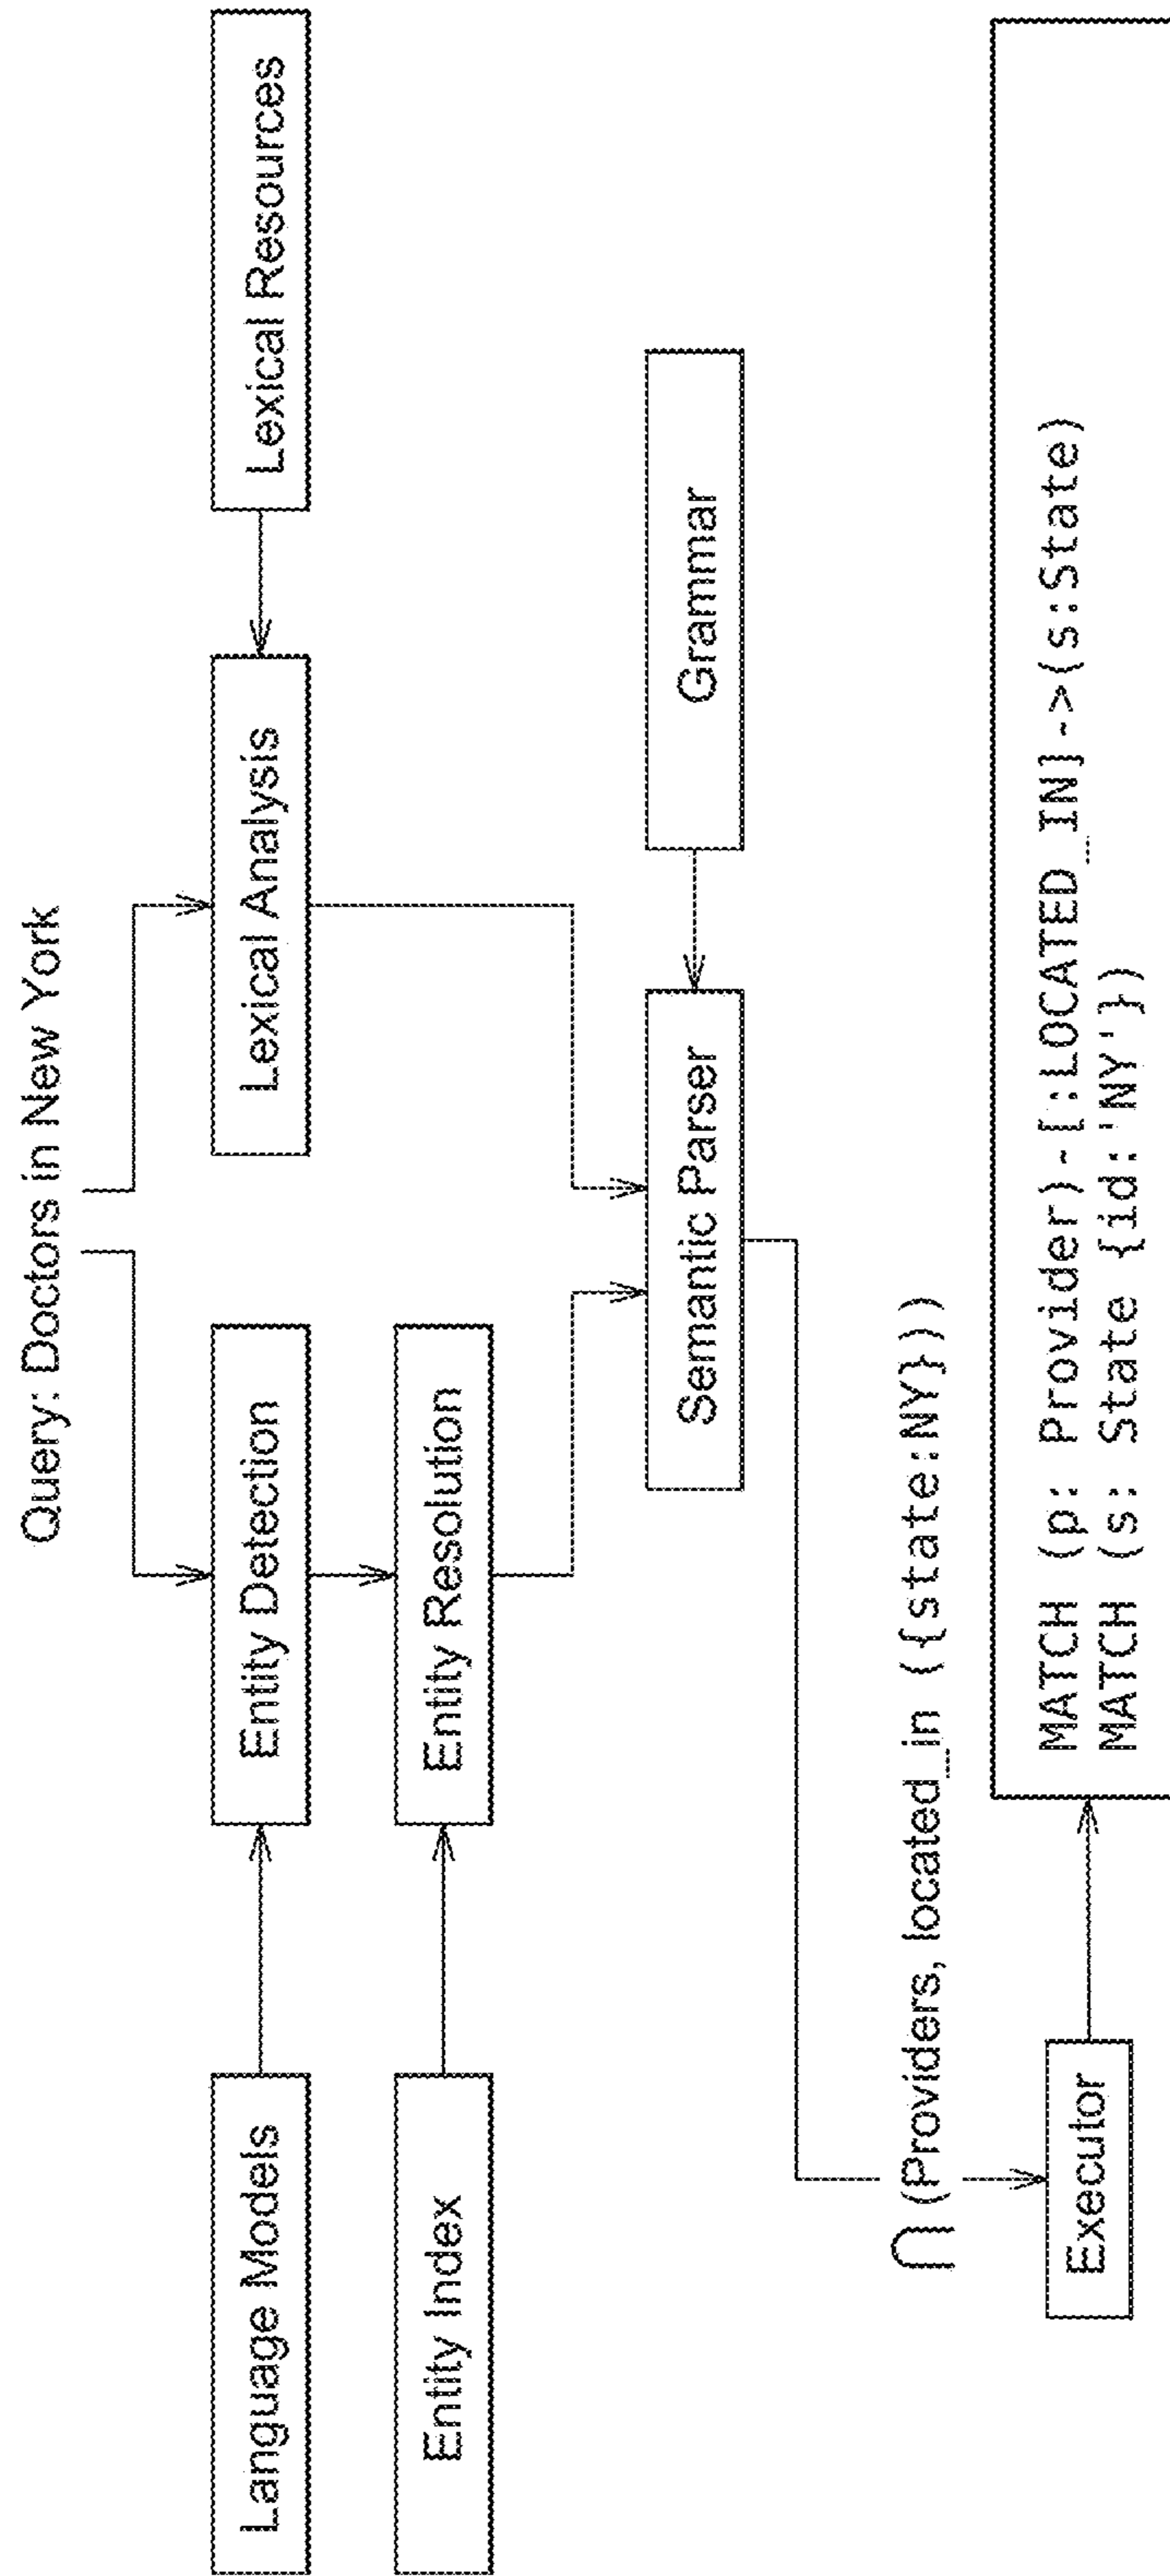 Query: Doctors in New York
Language Models
Entity Detection
Lexical Analysis
Lexical Resources
Entity Index
Entity Resolution
Semantic Parser
Grammar
⋂ (Providers, located_in ({state:NY}))
Executor
MATCH (p: Provider)-[:LOCATED_IN]->(s:State)
MATCH (s: State {id:'NY'})